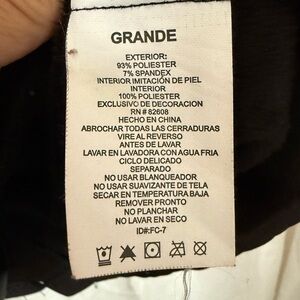 GRANDE
EXTERIOR:
93% POLIESTER
7% SPANDEX
INTERIOR IMITACIÓN DE PIEL
INTERIOR
100% POLIESTER
EXCLUSIVO DE DECORACION
RN # 82608
HECHO EN CHINA
ABROCHAR TODAS LAS CERRADURAS
VIRE AL REVERSO
ANTES DE LAVAR
LAVAR EN LAVADORA CON AGUA FRIA
CICLO DELICADO
SEPARADO
NO USAR BLANQUEADOR
NO USAR SUAVIZANTE DE TELA
SECAR EN TEMPERATURA BAJA
REMOVER PRONTO
NO PLANCHAR
NO LAVAR EN SECO
ID#:FC-7